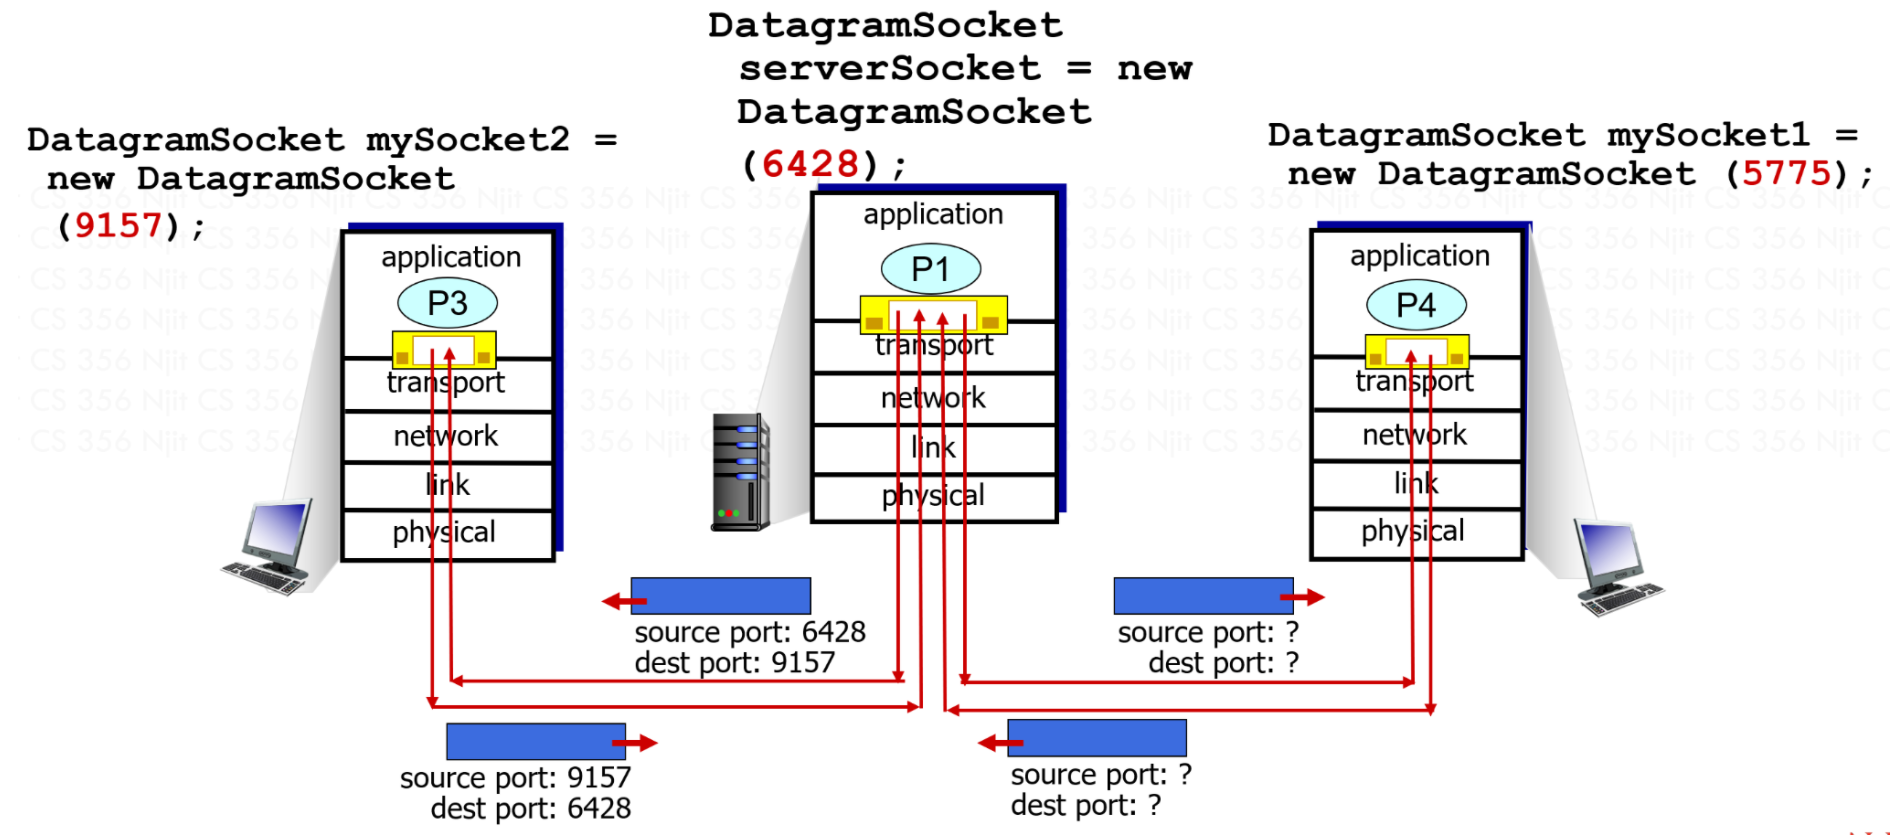 DatagramSocket
serverSocket = new
DatagramSocket
(6428);
DatagramSocket mySocket2 =
new DatagramSocket
(9157);
DatagramSocket mySocket1 =
new DatagramSocket (5775);
application
P3
transport
network
link
physical
application
P1
transport
network
link
physical
application
P4
transport
network
link
physical
source port: 6428
dest port: 9157
source port: ?
dest port: ?
source port: 9157
dest port: 6428
source port: ?
dest port: ?
CS 356 Njit CS 356 Njit CS 356 Njit CS 356